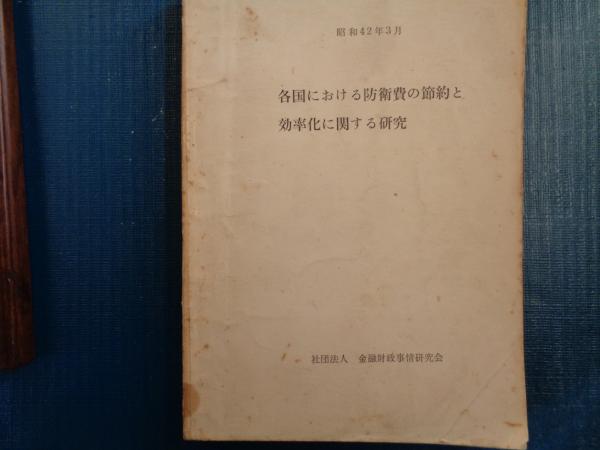 昭和42年3月
各国における防衛費の節約と
効率化に関する研究
社団法人　金融財政事情研究会